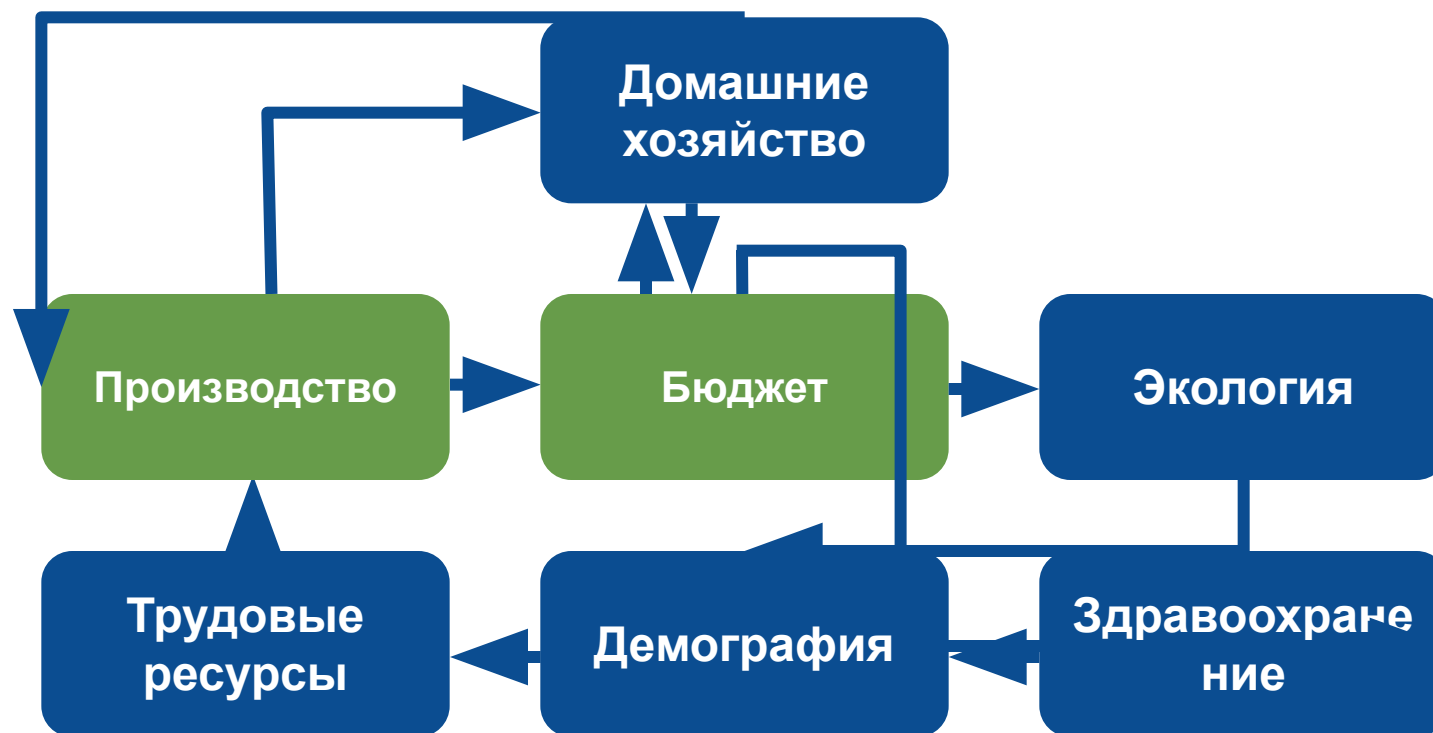 Домашние
хозяйство
Производство
Бюджет
Экология
Трудовые
ресурсы
Демография
Здравоохране
ние